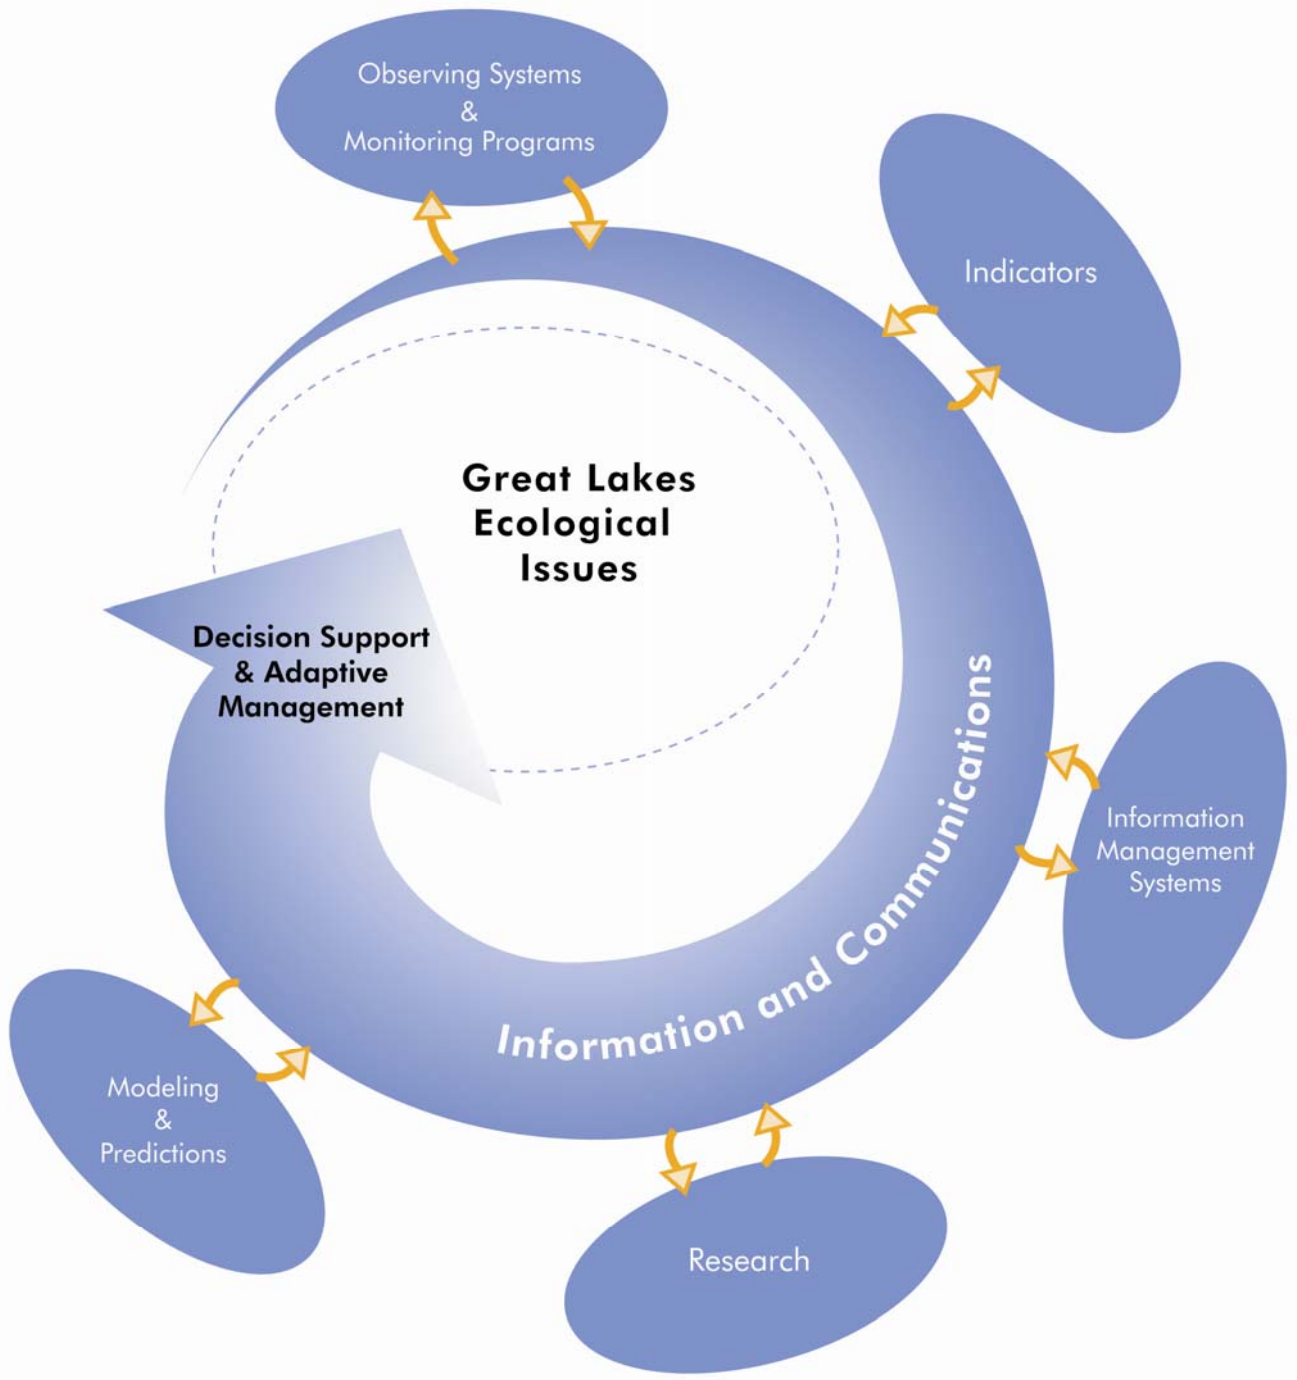 Observing Systems
&
Monitoring Programs
Indicators
Great Lakes
Ecological
Issues
Decision Support
& Adaptive
Management
Information and Communications
Information
Management
Systems
Modeling
&
Predictions
Research